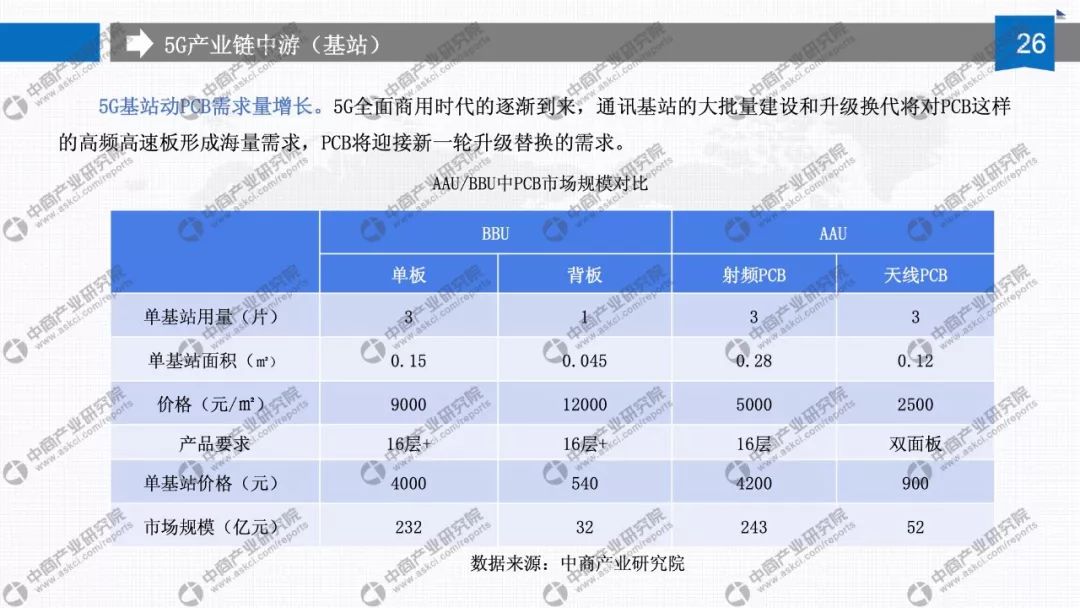 5G产业链中游（基站）
26
5G基站动PCB需求量增长。5G全面商用时代的逐渐到来，通讯基站的大批量建设和升级换代将对PCB这样
的高频高速板形成海量需求，PCB将迎接新一轮升级替换的需求。
AAU/BBU中PCB市场规模对比
BBU AAU
单板 背板 射频PCB 天线PCB
单基站用量（片） 3 1 3 3
单基站面积（㎡） 0.15 0.045 0.28 0.12
价格（元/㎡） 9000 12000 5000 2500
产品要求 16层+ 16层+ 16层 双面板
单基站价格（元） 4000 540 4200 900
市场规模（亿元） 232 32 243 52
数据来源：中商产业研究院
中商产业研究院
www.askci.com/reports